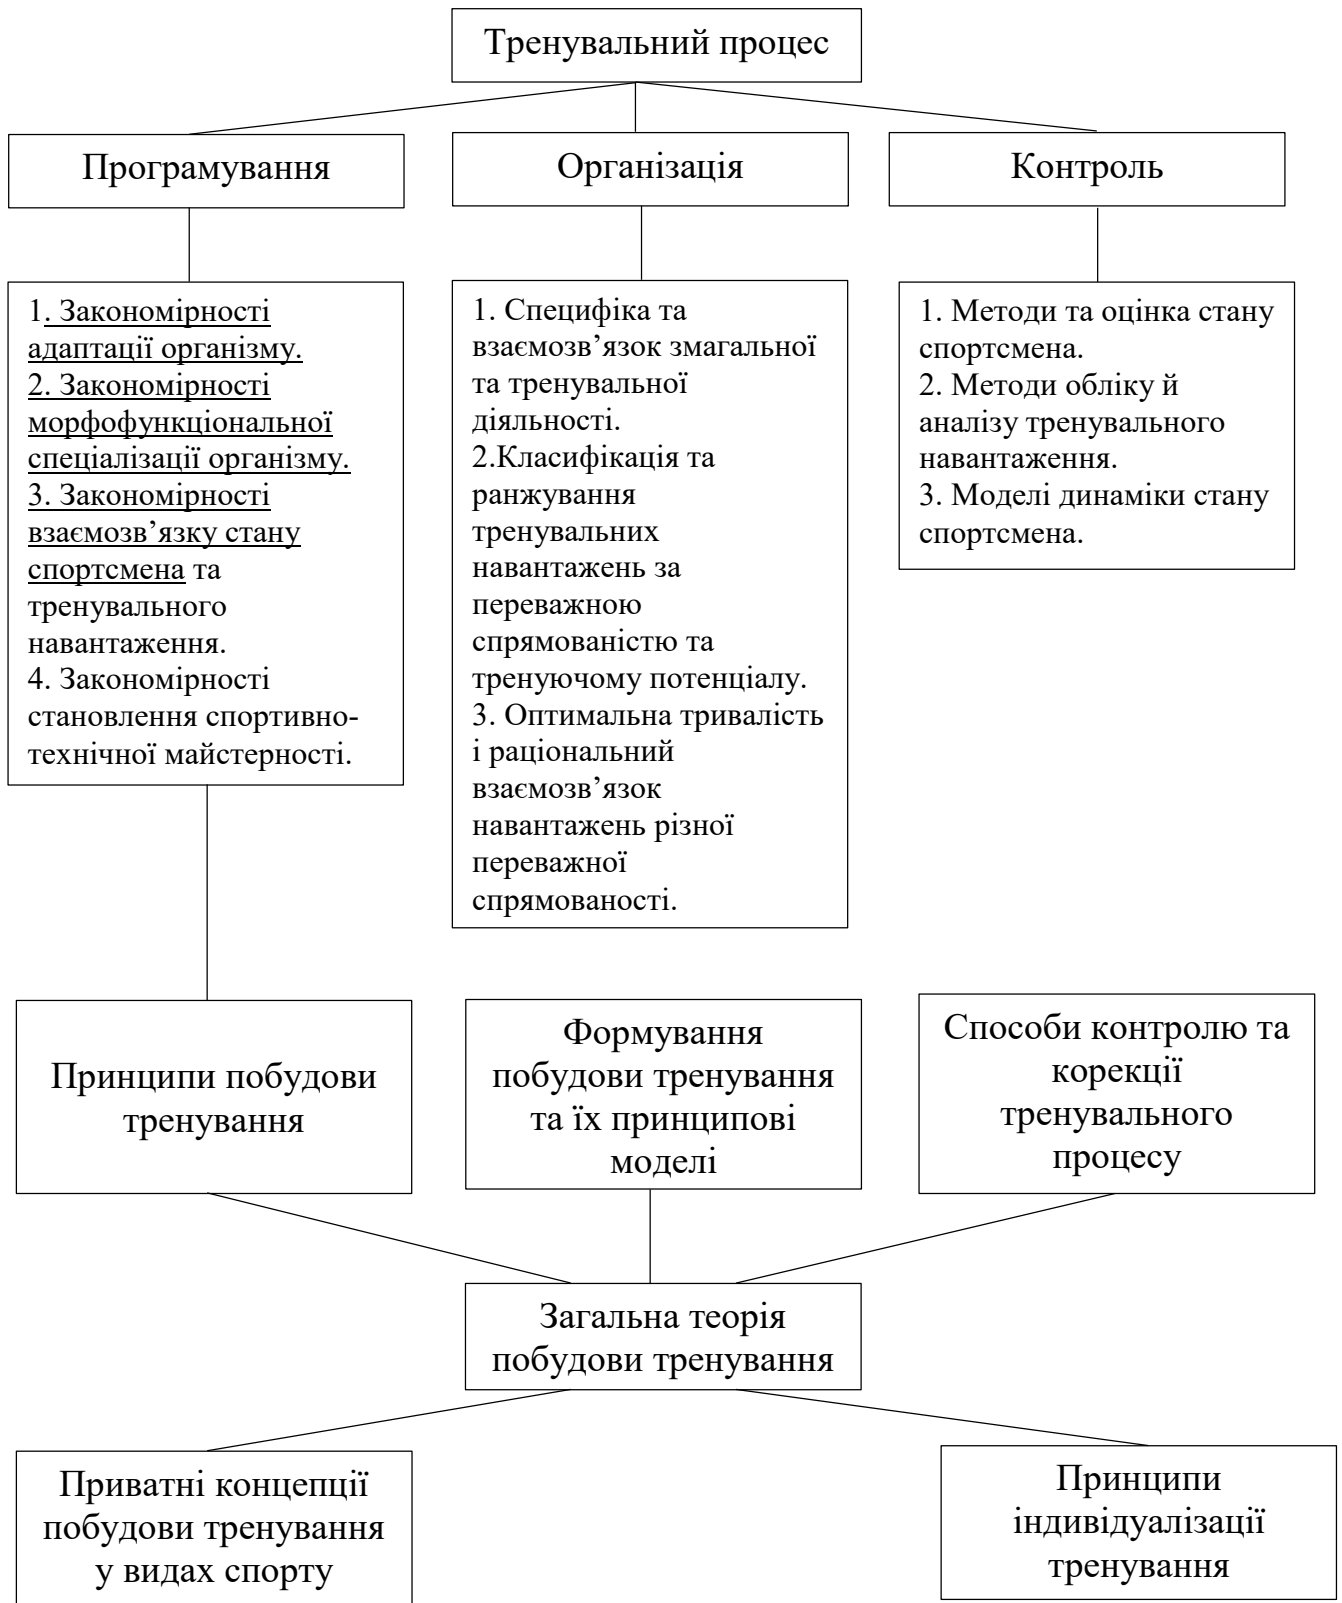 Тренувальний процес
Програмування
Організація
Контроль
1. Закономірності
адаптації організму.
2. Закономірності
морфофункціональної
спеціалізації організму.
3. Закономірності
взаємозв’язку стану
спортсмена та
тренувального
навантаження.
4. Закономірності
становлення спортивно-
технічної майстерності.
1. Специфіка та
взаємозв’язок змагальної
та тренувальної
діяльності.
2.Класифікація та
ранжування
тренувальних
навантажень за
переважною
спрямованістю та
тренуючому потенціалу.
3. Оптимальна тривалість
і раціональний
взаємозв’язок
навантажень різної
переважної
спрямованості.
1. Методи та оцінка стану
спортсмена.
2. Методи обліку й
аналізу тренувального
навантаження.
3. Моделі динаміки стану
спортсмена.
Принципи побудови
тренування
Формування
побудови тренування
та їх принципові
моделі
Способи контролю та
корекції
тренувального
процесу
Загальна теорія
побудови тренування
Приватні концепції
побудови тренування
у видах спорту
Принципи
індивідуалізації
тренування